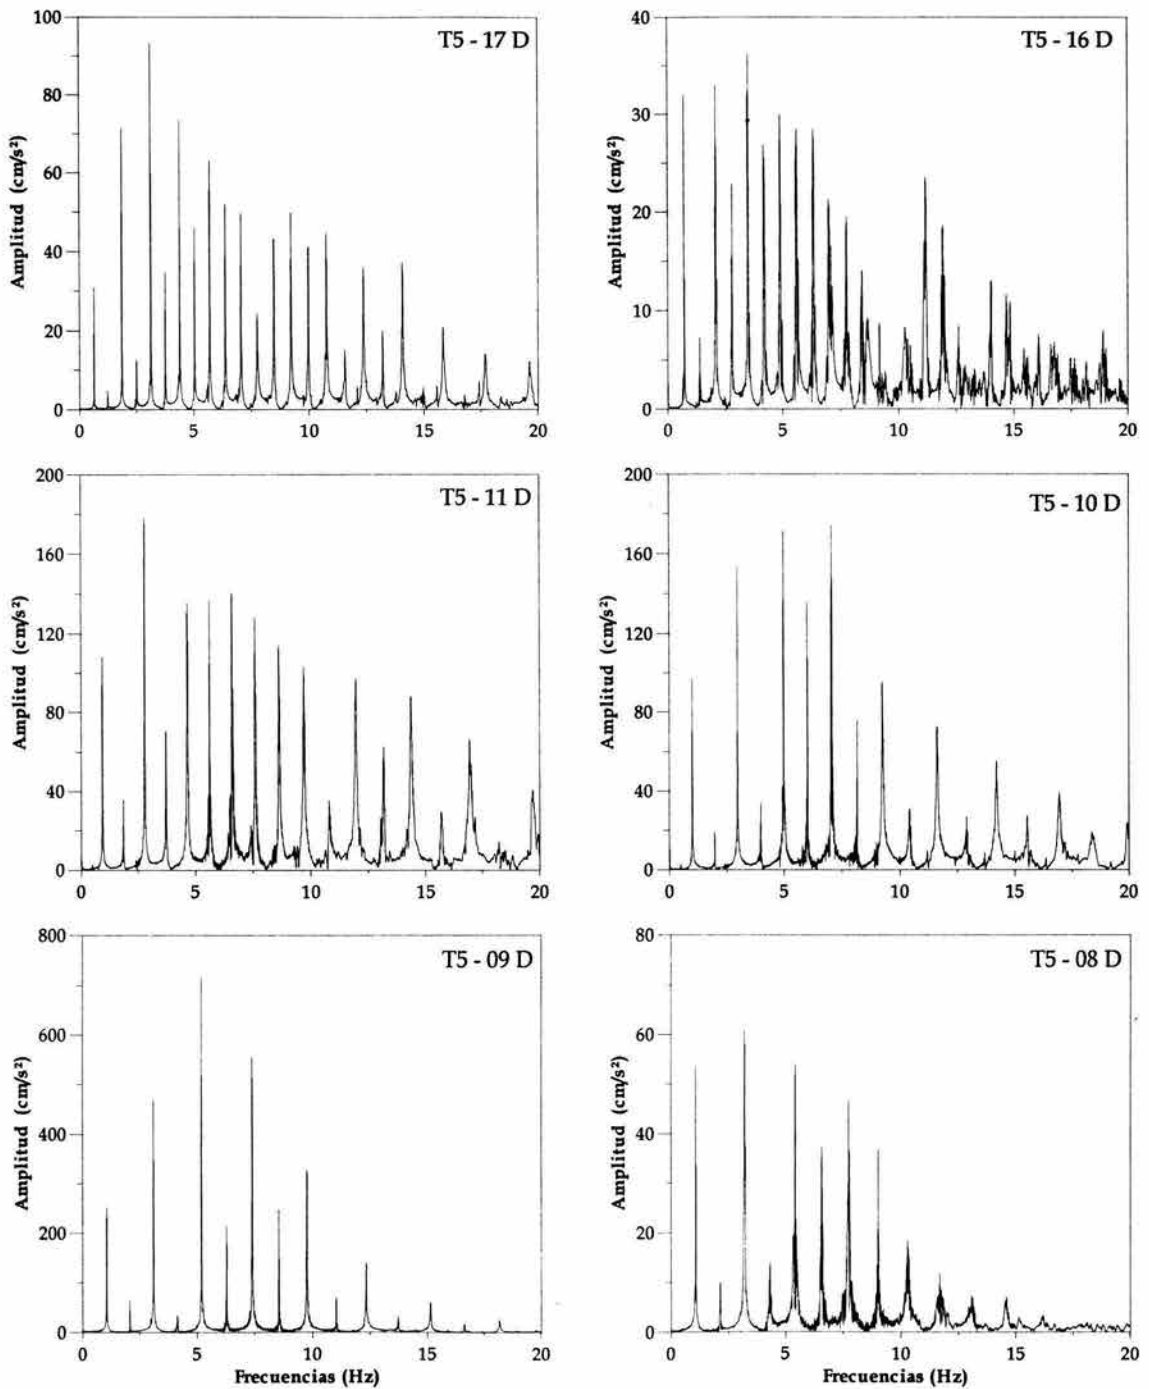 T5 - 17 D
Amplitud (cm/s²)
100
80
60
40
20
0
0 5 10 15 20
T5 - 16 D
Amplitud (cm/s²)
40
30
20
10
0
0 5 10 15 20
T5 - 11 D
Amplitud (cm/s²)
200
160
120
80
40
0
0 5 10 15 20
T5 - 10 D
Amplitud (cm/s²)
200
160
120
80
40
0
0 5 10 15 20
T5 - 09 D
Amplitud (cm/s²)
800
600
400
200
0
0 5 10 15 20
Frecuencias (Hz)
T5 - 08 D
Amplitud (cm/s²)
80
60
40
20
0
0 5 10 15 20
Frecuencias (Hz)